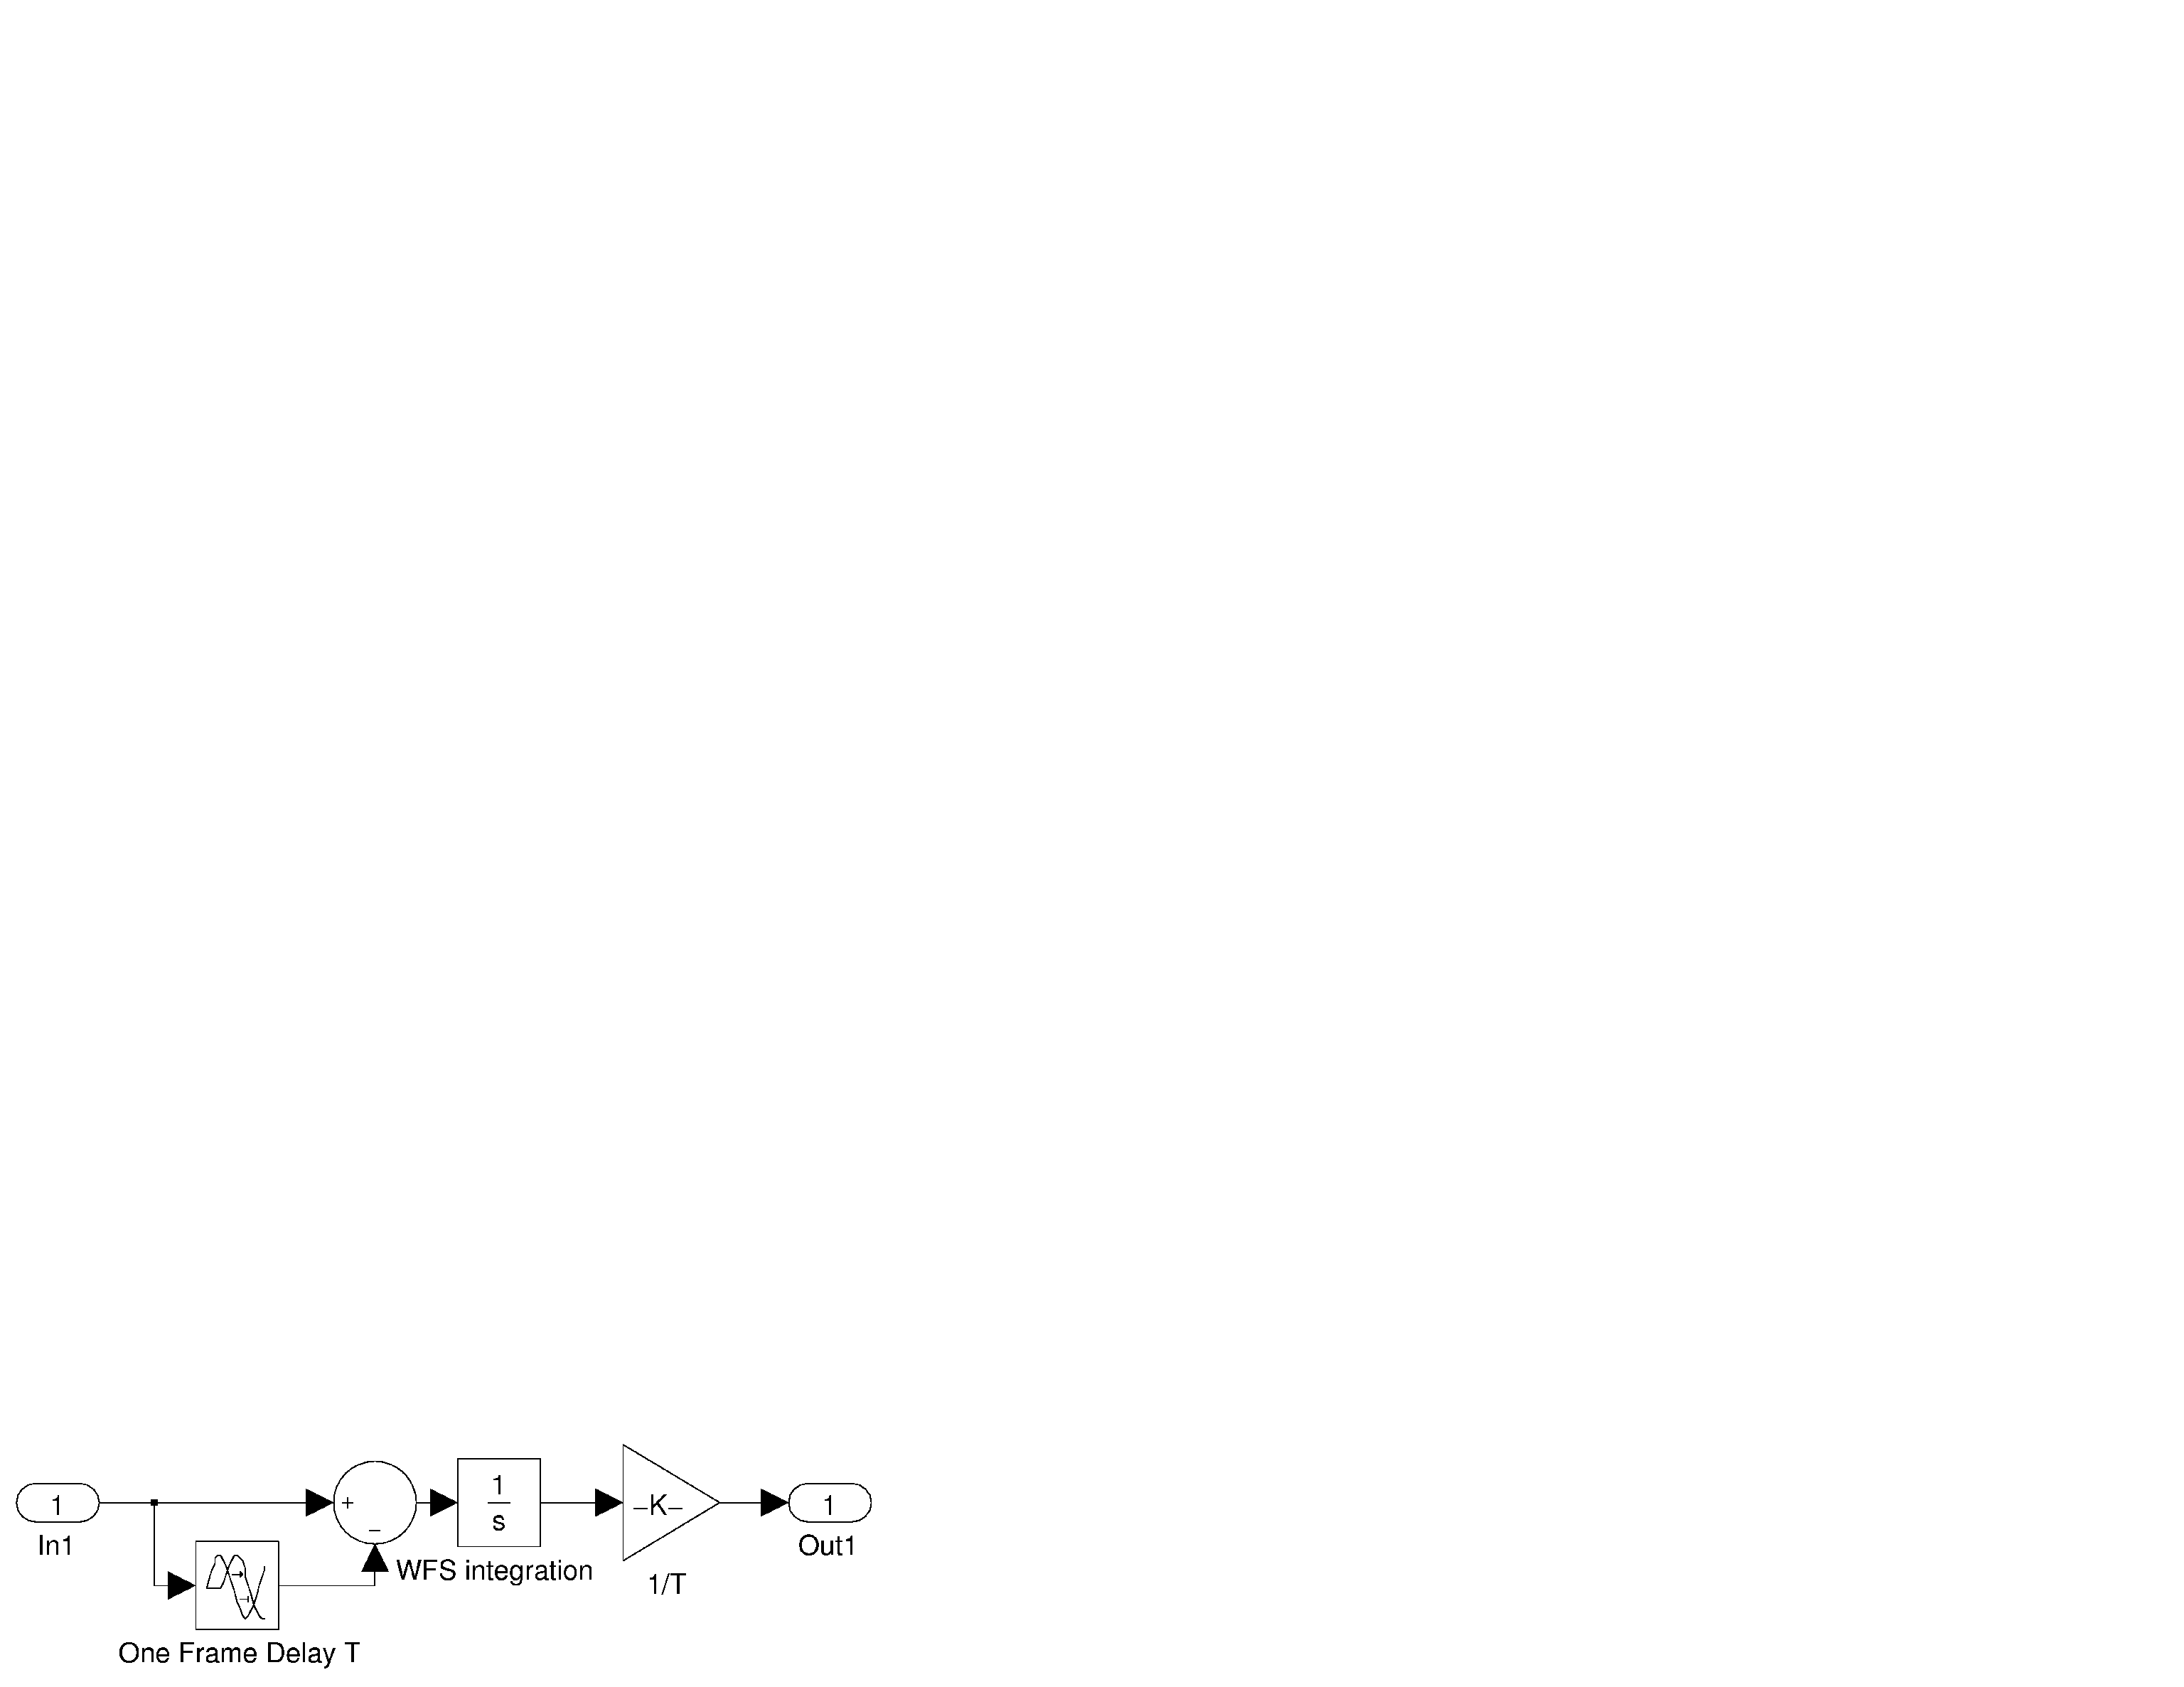 1
In1
One Frame Delay T
+
−
1
s
WFS integration
−K−
1/T
1
Out1